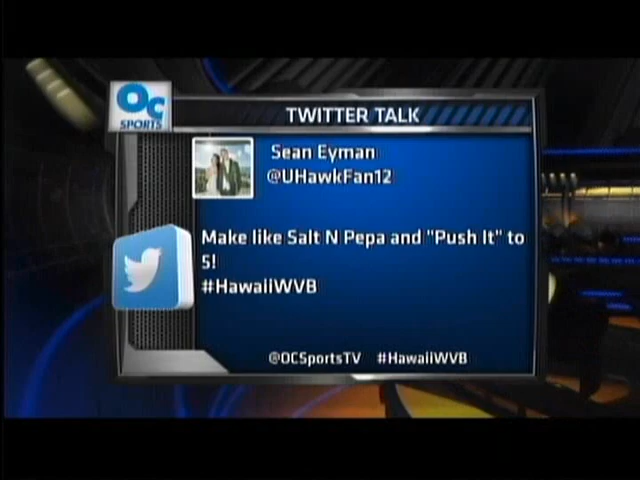 OC
SPORTS
TWITTER TALK
Sean Eyman
@UHawkFan12
Make like Salt N Pepa and "Push It" to
5!
#HawaiiWVB
@OCSportsTV #HawaiiWVB